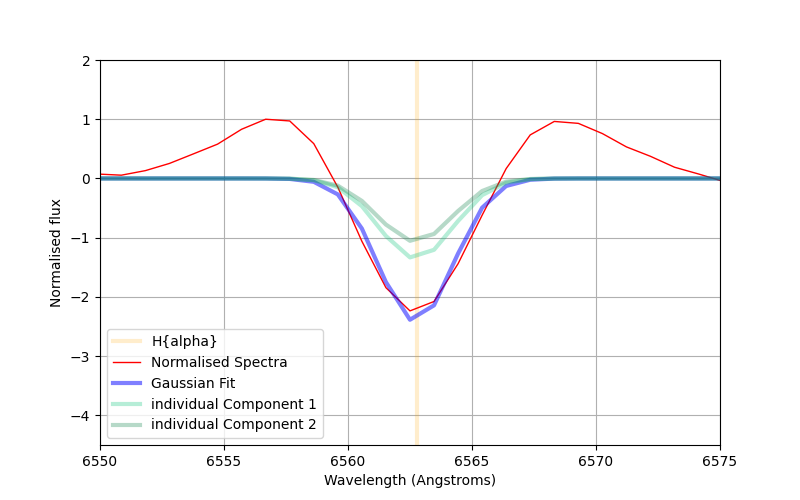 2
1
0
−1
−2
−3
−4
Normalised flux
H{alpha}
Normalised Spectra
Gaussian Fit
individual Component 1
individual Component 2
6550 6555 6560 6565 6570 6575
Wavelength (Angstroms)